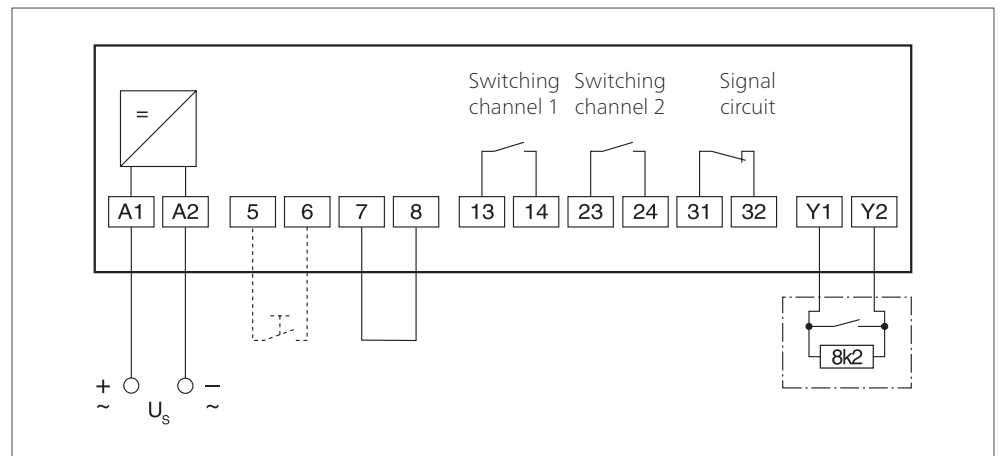 Switching channel 1
Switching channel 2
Signal circuit
=
A1 A2 5 6 7 8 13 14 23 24 31 32 Y1 Y2
8k2
+ −
~ US ~